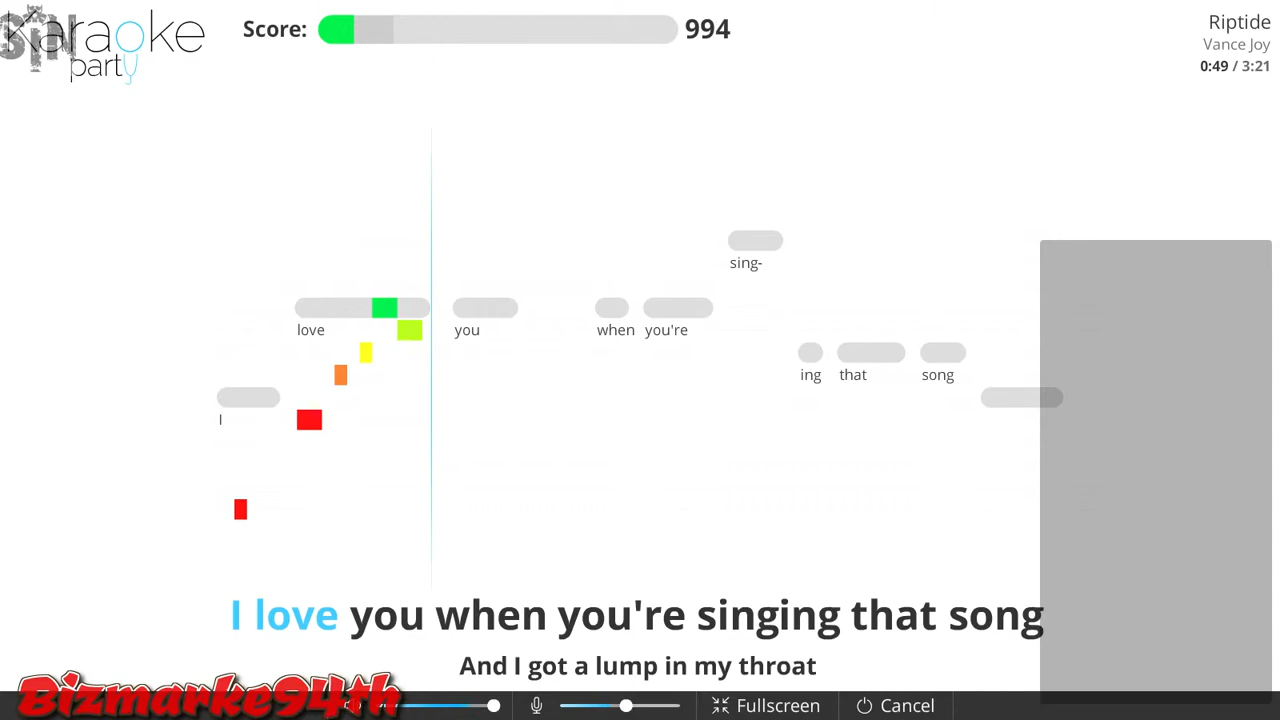 Karaoke
party
Score:
994
Riptide
Vance Joy
0:49 / 3:21
sing-
love
you
when
you're
ing
that
song
I
I love you when you're singing that song
And I got a lump in my throat
Bizmarke94th
Fullscreen
Cancel